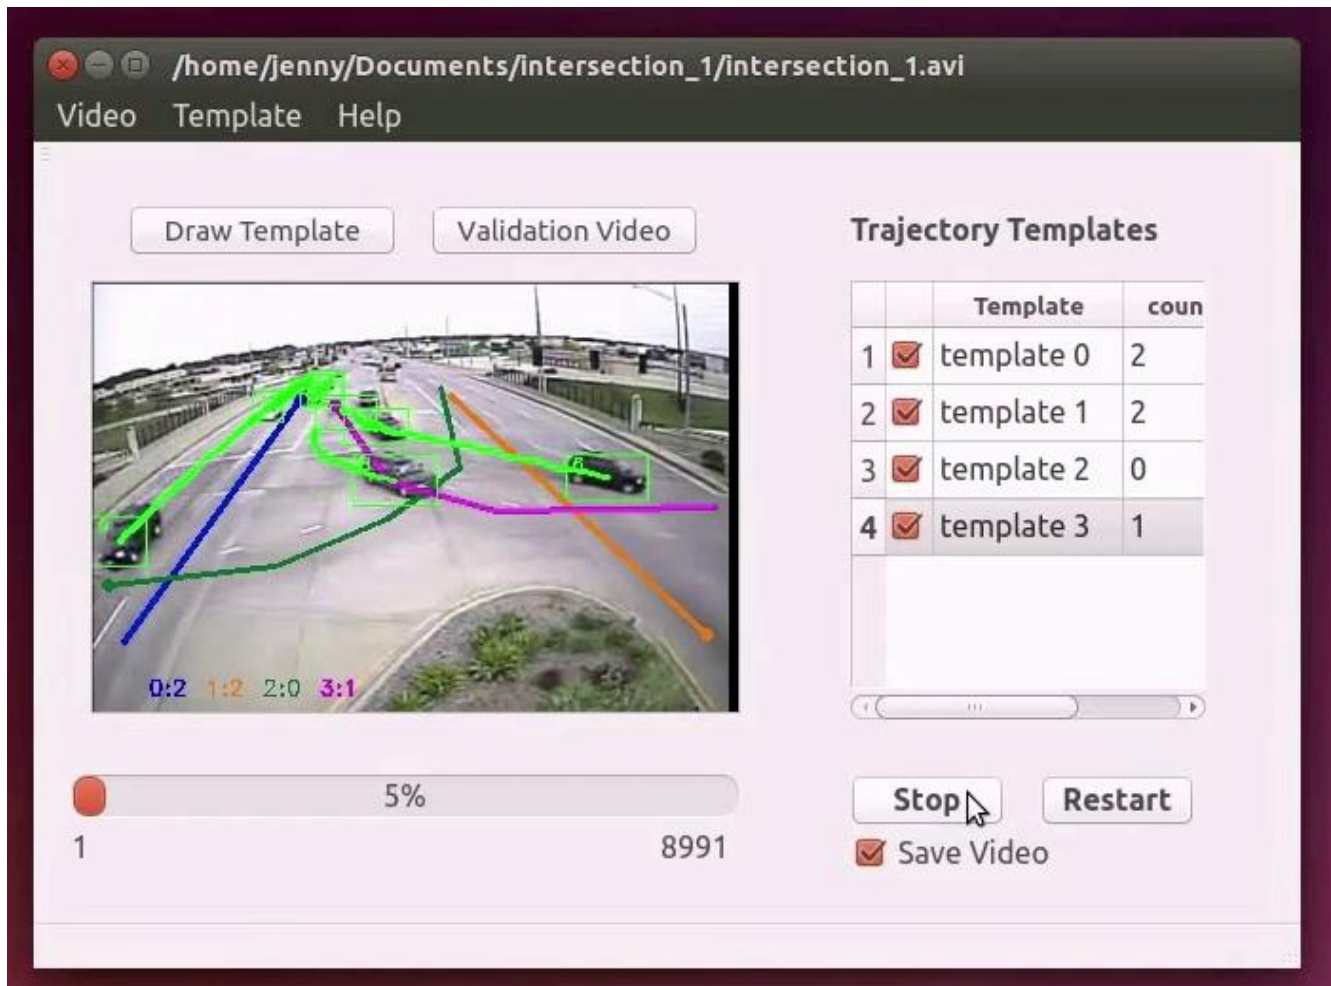 /home/jenny/Documents/intersection_1/intersection_1.avi
Video Template Help
Draw Template Validation Video
Trajectory Templates
Template coun
1 template 0 2
2 template 1 2
3 template 2 0
4 template 3 1
0:2 1:2 2:0 3:1
5%
1 8991
Stop Restart
Save Video